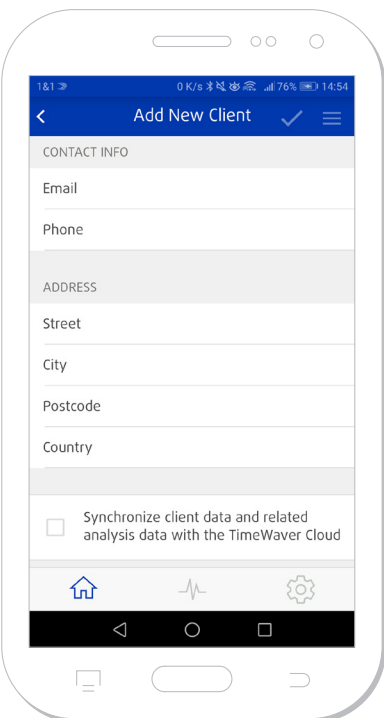 1&1 0 K/s 76% 14:54
Add New Client
CONTACT INFO
Email
Phone
ADDRESS
Street
City
Postcode
Country
Synchronize client data and related
analysis data with the TimeWaver Cloud